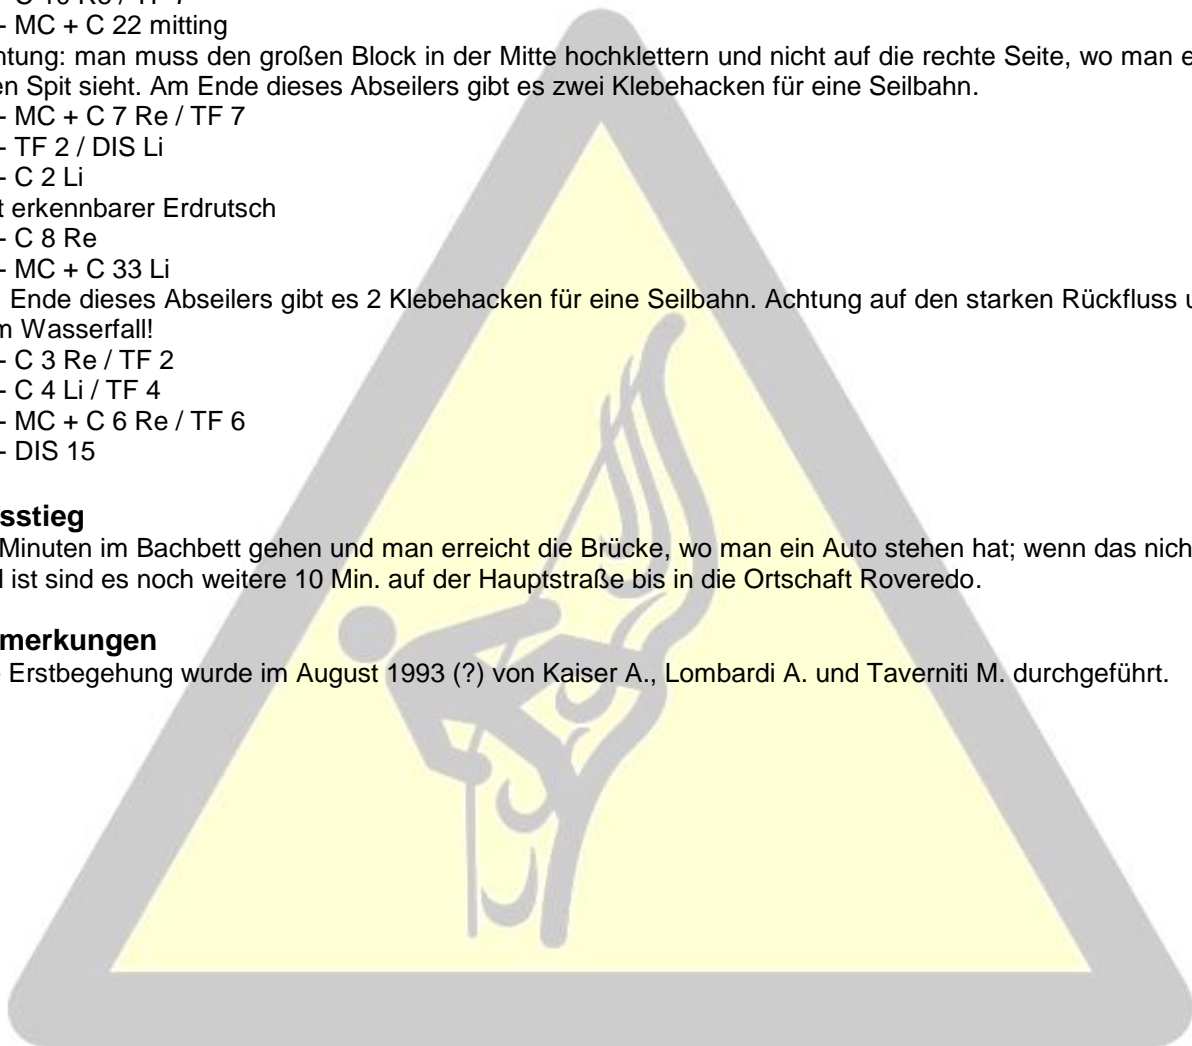 - MC + C 22 mitting
htung: man muss den großen Block in der Mitte hochklettern und nicht auf die rechte Seite, wo man e
en Spit sieht. Am Ende dieses Abseilers gibt es zwei Klebehacken für eine Seilbahn.
- MC + C 7 Re / TF 7
- TF 2 / DIS Li
- C 2 Li
t erkennbarer Erdrutsch
- C 8 Re
- MC + C 33 Li
Ende dieses Abseilers gibt es 2 Klebehacken für eine Seilbahn. Achtung auf den starken Rückfluss u
m Wasserfall!
- C 3 Re / TF 2
- C 4 Li / TF 4
- MC + C 6 Re / TF 6
- DIS 15
sstieg
Minuten im Bachbett gehen und man erreicht die Brücke, wo man ein Auto stehen hat; wenn das nich
l ist sind es noch weitere 10 Min. auf der Hauptstraße bis in die Ortschaft Roveredo.
merkungen
Erstbegehung wurde im August 1993 (?) von Kaiser A., Lombardi A. und Taverniti M. durchgeführt.